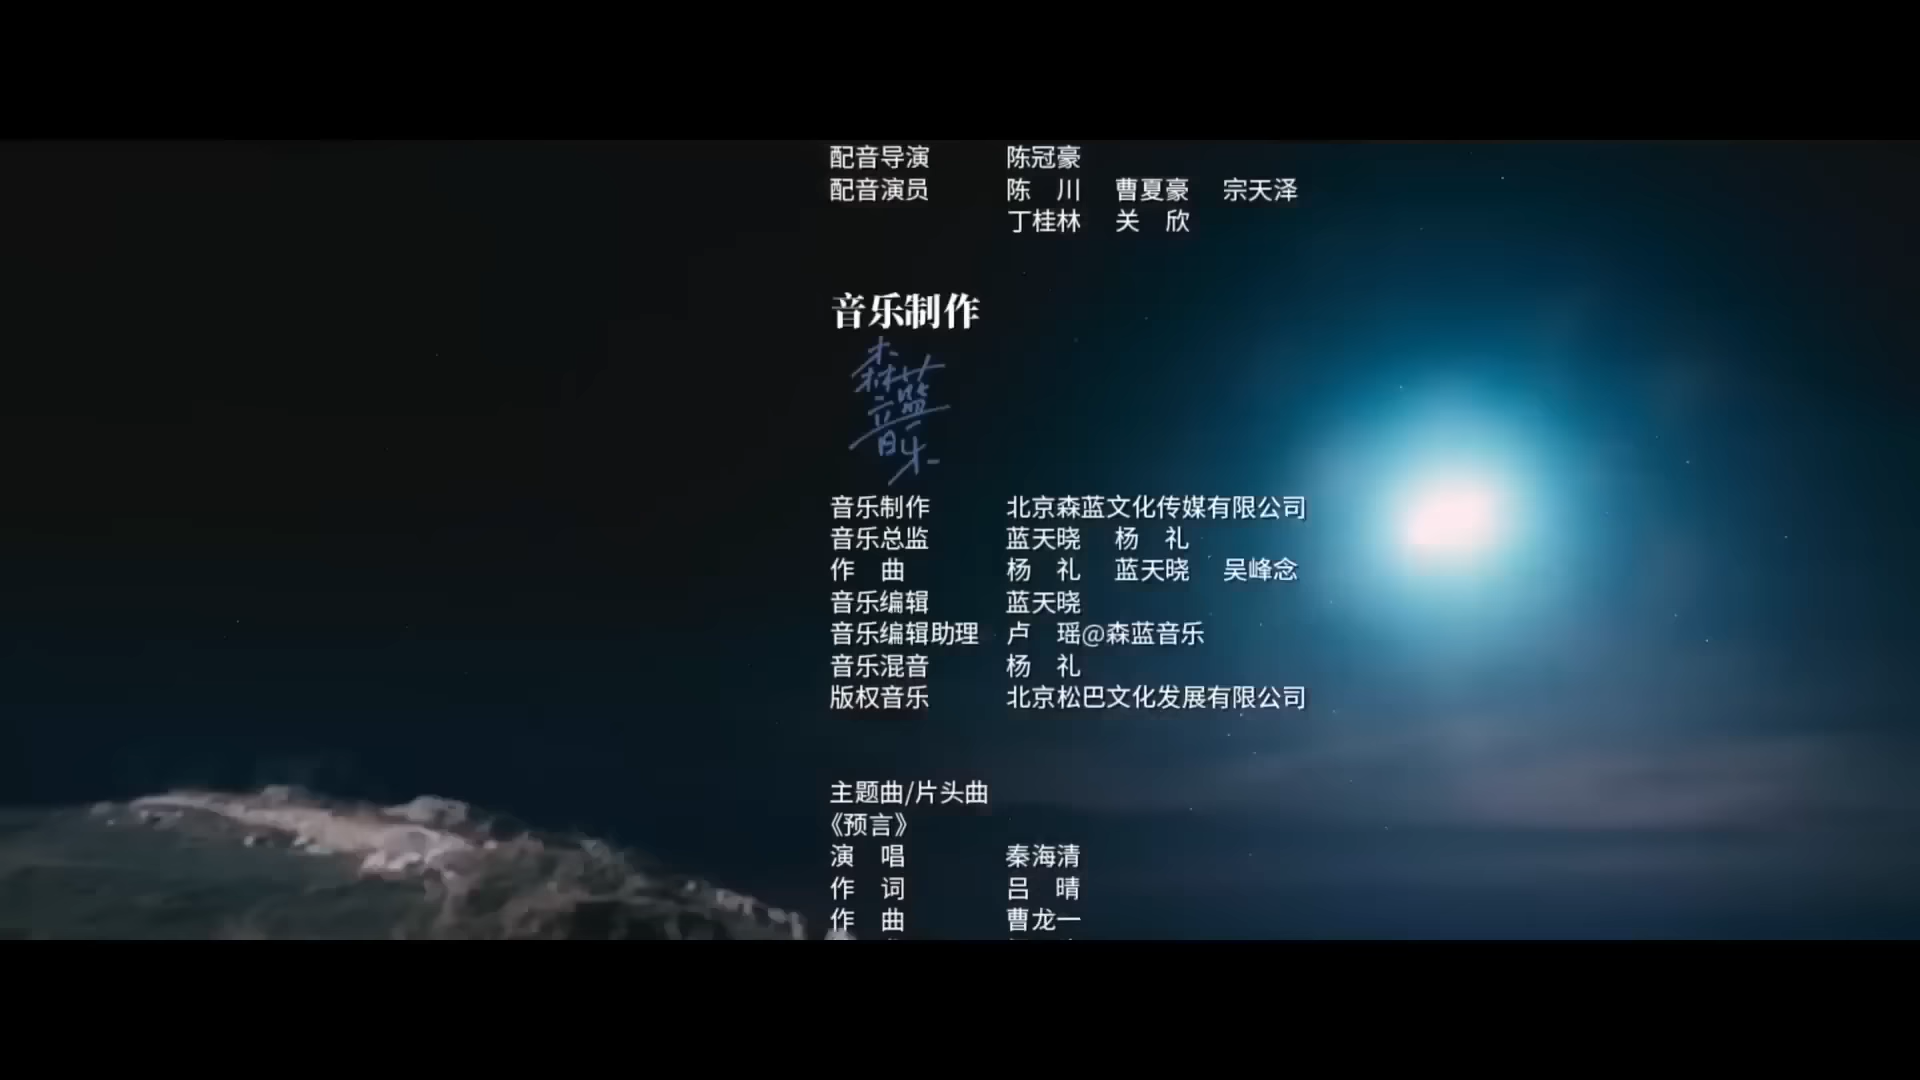 配音导演 陈冠豪
配音演员 陈 川 曹夏豪 宗天泽
丁桂林 关 欣
音乐制作
森蓝
音乐
音乐制作 北京森蓝文化传媒有限公司
音乐总监 蓝天晓 杨 礼
作 曲 杨 礼 蓝天晓 吴峰念
音乐编辑 蓝天晓
音乐编辑助理 卢 瑶@森蓝音乐
音乐混音 杨 礼
版权音乐 北京松巴文化发展有限公司
主题曲/片头曲
《预言》
演 唱 秦海清
作 词 吕 晴
作 曲 曹龙一